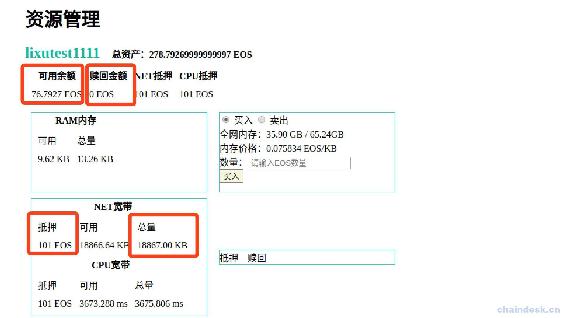 资源管理
lixutest1111 总资产：278.79269999999997 EOS
可用余额 赎回金额 NET抵押 CPU抵押
76.7927 EOS 0 EOS 101 EOS 101 EOS
RAM内存
可用 总量
9.62 KB 13.26 KB
买入 卖出
全网内存：35.90 GB / 65.24GB
内存价格：0.075834 EOS/KB
数量： 请输入EOS数量
买入
NET宽带
抵押 可用 总量
101 EOS 18866.64 KB 18867.00 KB
CPU宽带
抵押 可用 总量
101 EOS 3673.288 ms 3675.806 ms
抵押 赎回
chaindesk.cn